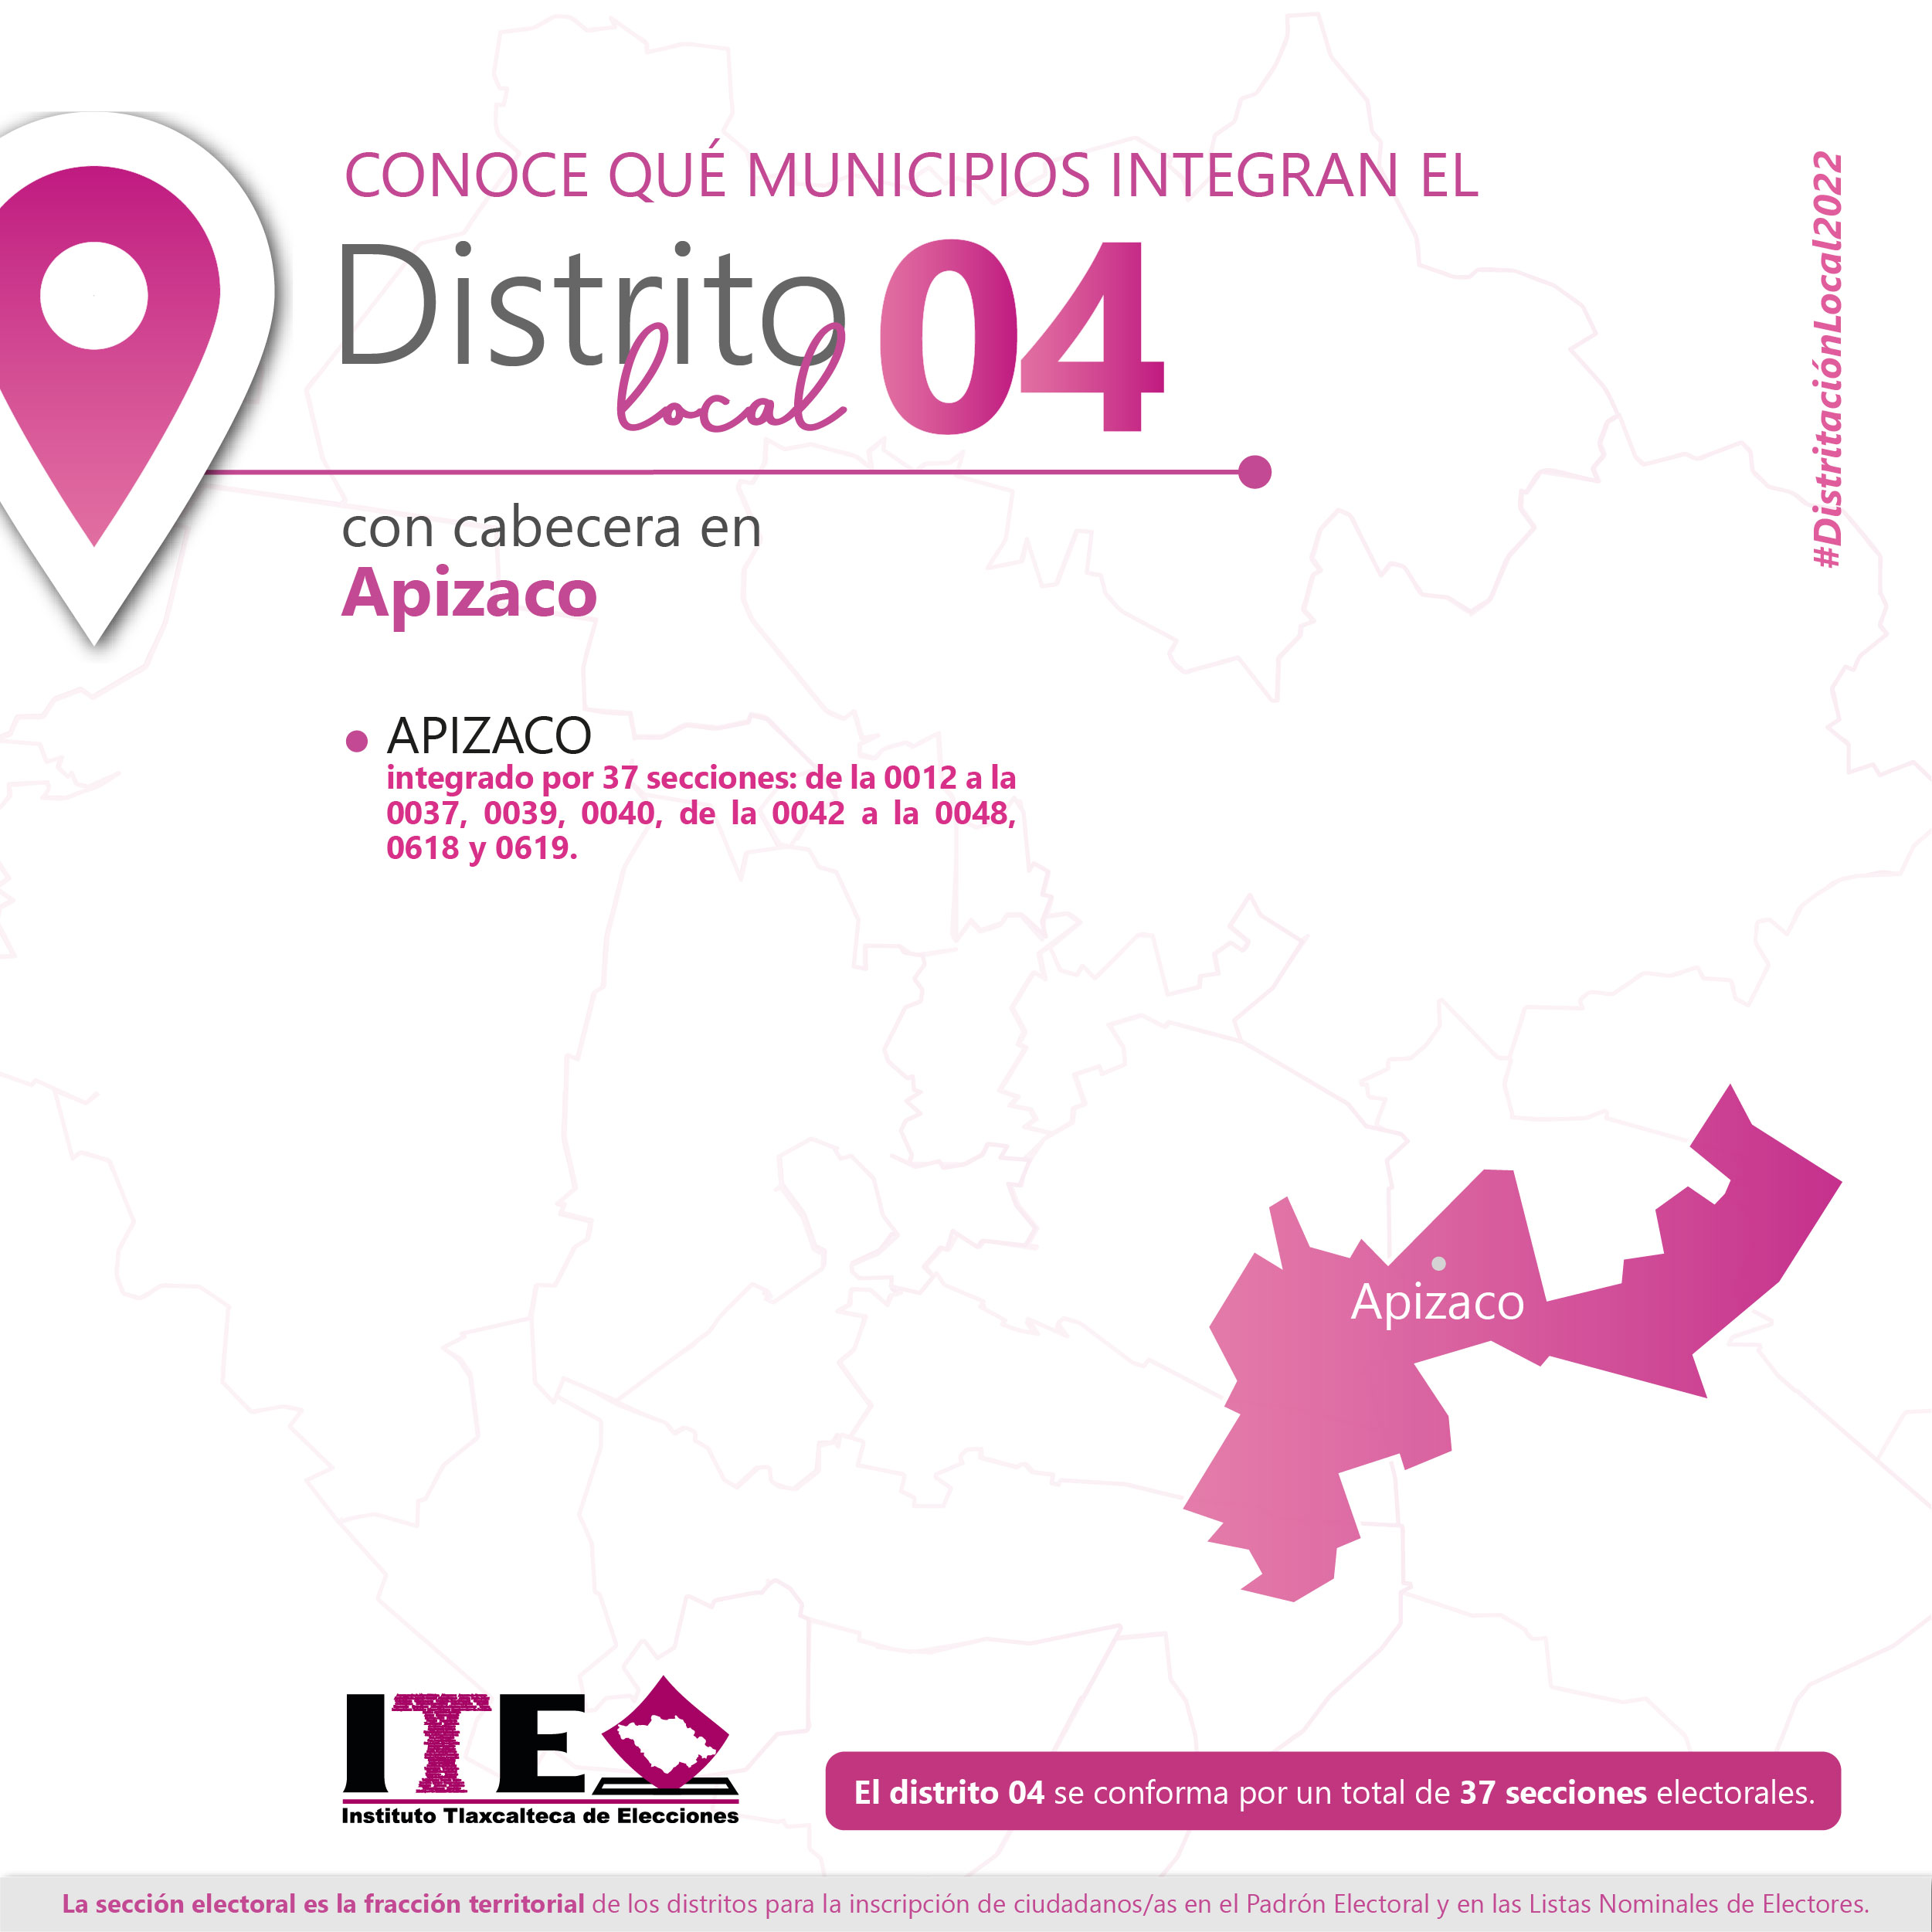 CONOCE QUÉ MUNICIPIOS INTEGRAN EL
Distrito 04
local
#DistritaciónLocal2022
con cabecera en
Apizaco
APIZACO
integrado por 37 secciones: de la 0012 a la
0037, 0039, 0040, de la 0042 a la 0048,
0618 y 0619.
Apizaco
ITE
Instituto Tlaxcalteca de Elecciones
El distrito 04 se conforma por un total de 37 secciones electorales.
La sección electoral es la fracción territorial de los distritos para la inscripción de ciudadanos/as en el Padrón Electoral y en las Listas Nominales de Electores.